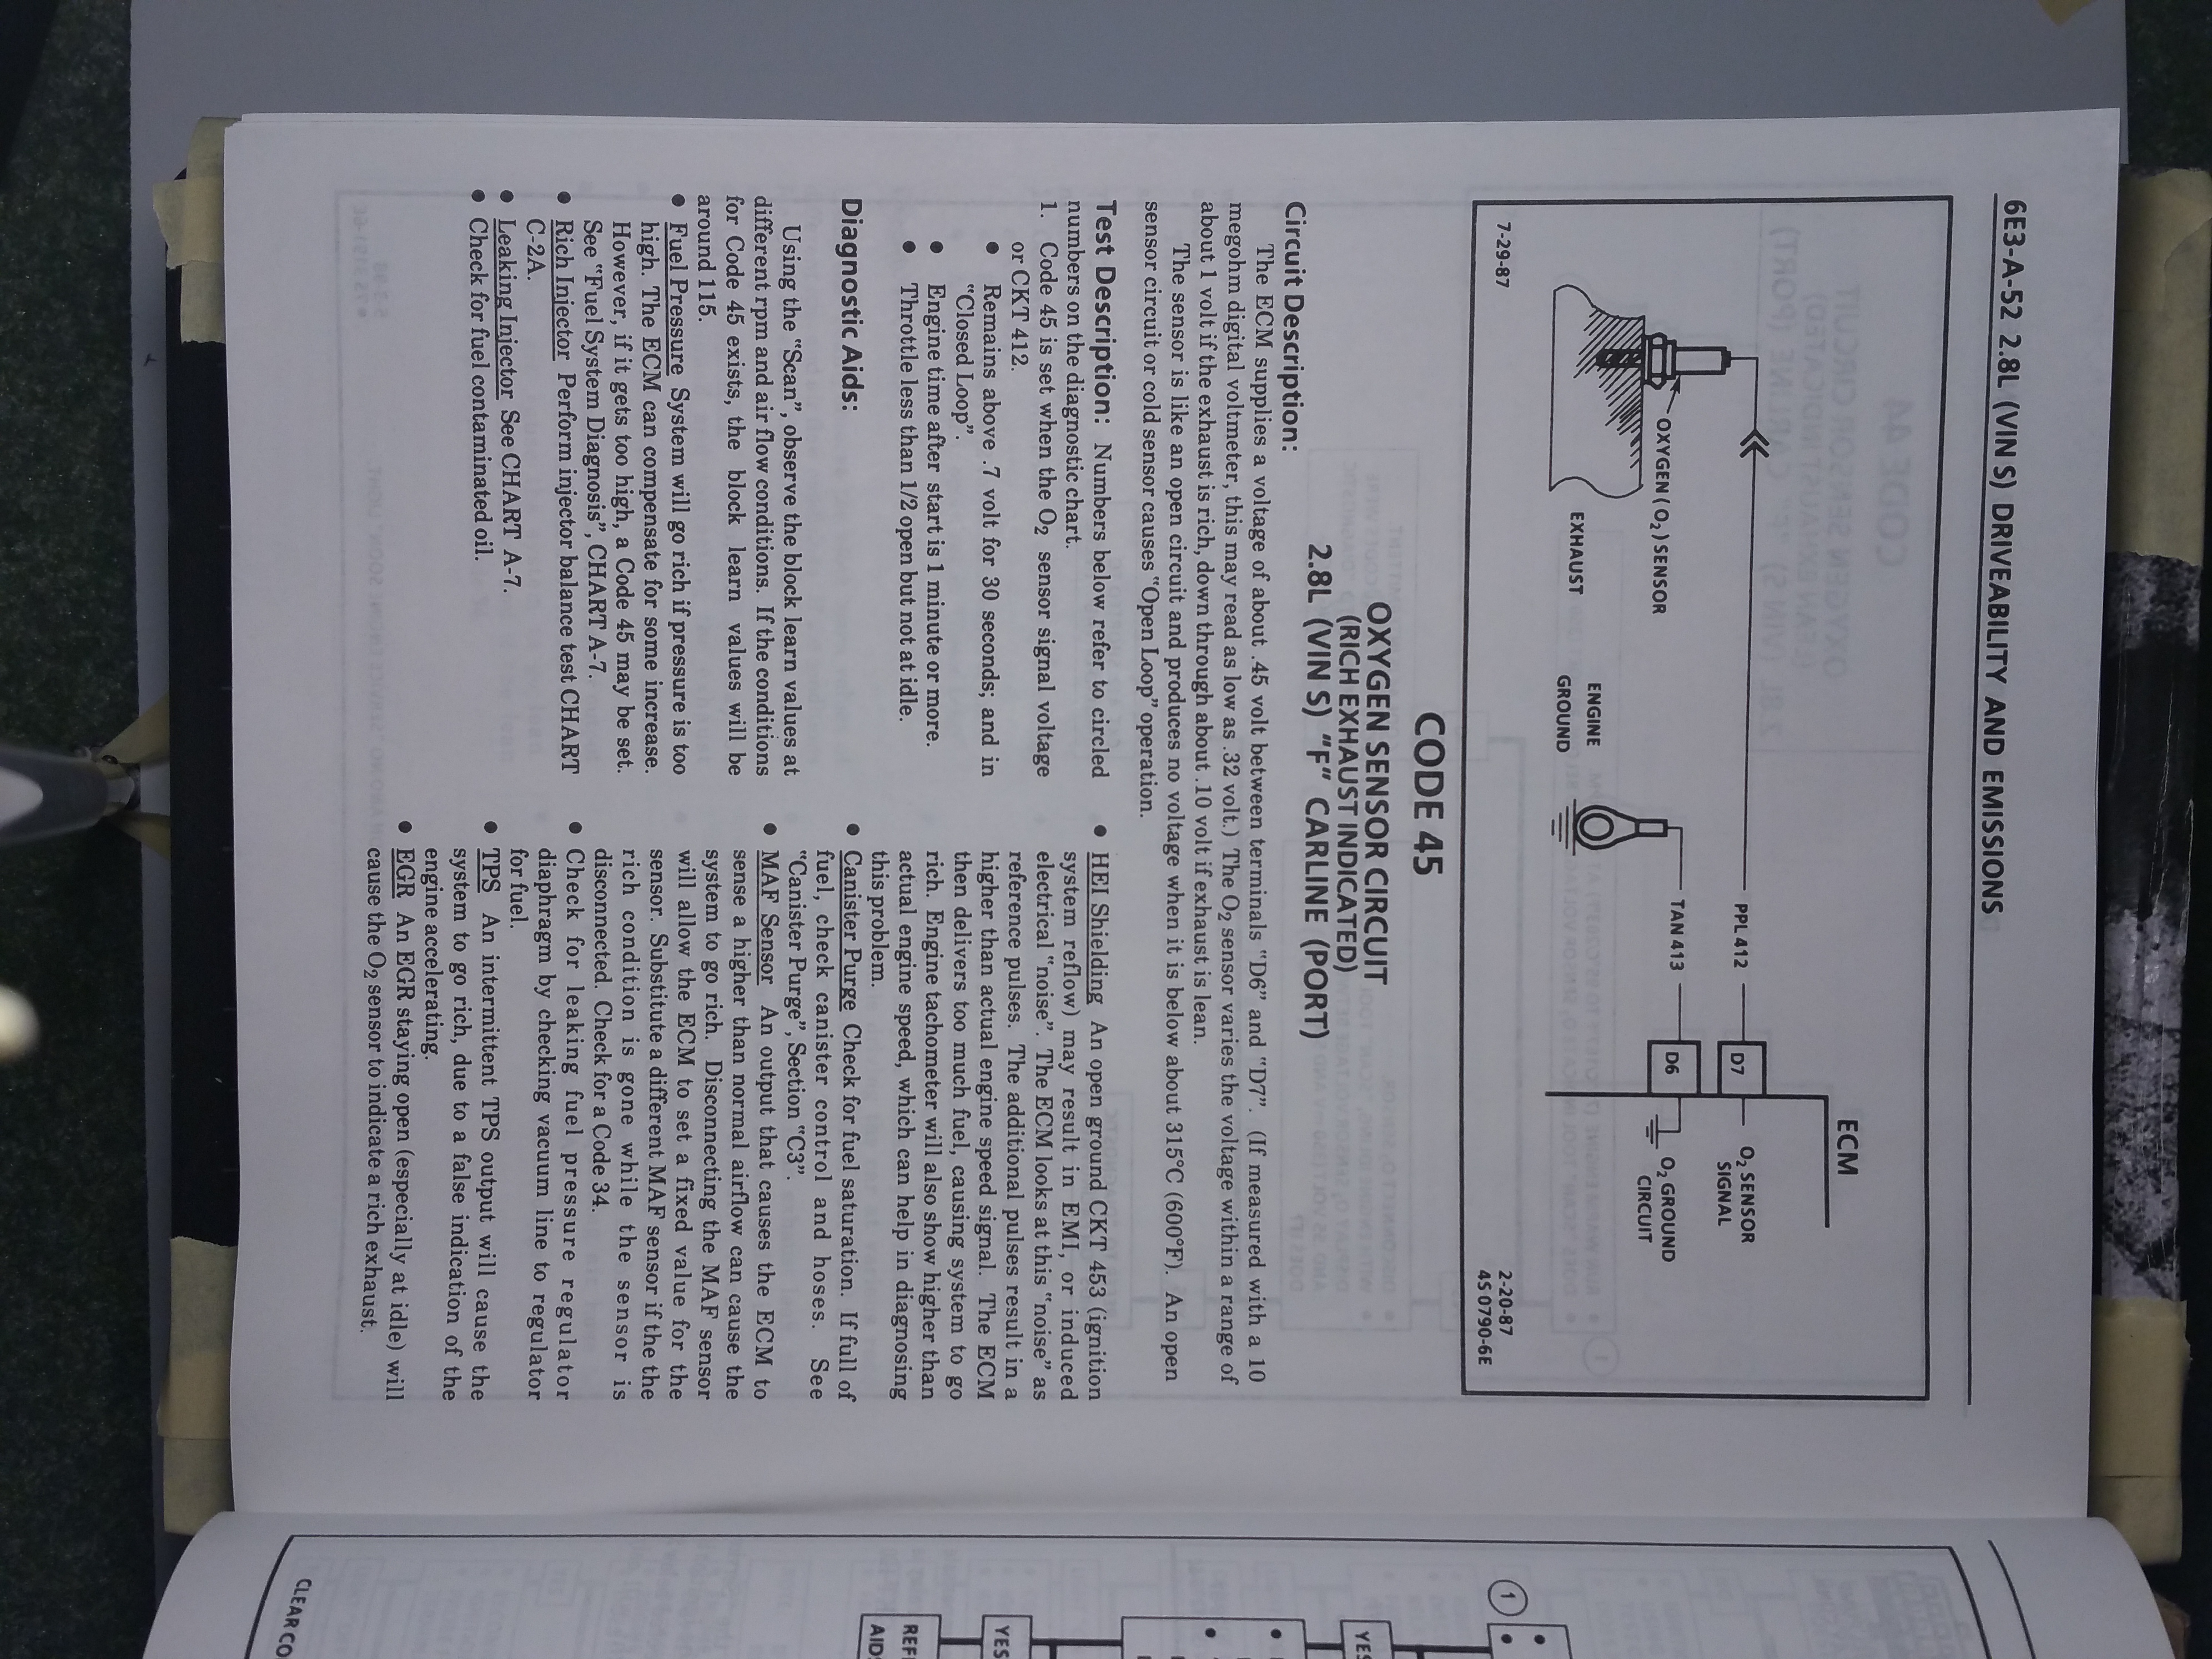 6E3-A-52 2.8L (VIN S) DRIVEABILITY AND EMISSIONS
ECM
OXYGEN (O2) SENSOR
EXHAUST
ENGINE
GROUND
PPL 412
TAN 413
D7
D6
O2 SENSOR
SIGNAL
O2 GROUND
CIRCUIT
7-29-87
2-20-87
4S 0790-6E
CODE 45
OXYGEN SENSOR CIRCUIT
(RICH EXHAUST INDICATED)
2.8L (VIN S) "F" CARLINE (PORT)
Circuit Description:
The ECM supplies a voltage of about .45 volt between terminals "D6" and "D7". (If measured with a 10
megohm digital voltmeter, this may read as low as .32 volt.) The O2 sensor varies the voltage within a range of
about 1 volt if the exhaust is rich, down through about .10 volt if exhaust is lean.
The sensor is like an open circuit and produces no voltage when it is below about 315°C (600°F). An open
sensor circuit or cold sensor causes "Open Loop" operation.
Test Description: Numbers below refer to circled
numbers on the diagnostic chart.
1. Code 45 is set when the O2 sensor signal voltage
or CKT 412.
● Remains above .7 volt for 30 seconds; and in
"Closed Loop".
● Engine time after start is 1 minute or more.
● Throttle less than 1/2 open but not at idle.
Diagnostic Aids:
Using the "Scan", observe the block learn values at
different rpm and air flow conditions. If the conditions
for Code 45 exists, the block learn values will be
around 115.
● Fuel Pressure System will go rich if pressure is too
high. The ECM can compensate for some increase.
However, if it gets too high, a Code 45 may be set.
See "Fuel System Diagnosis", CHART A-7.
● Rich Injector Perform injector balance test CHART
C-2A.
● Leaking Injector See CHART A-7.
● Check for fuel contaminated oil.
● HEI Shielding An open ground CKT 453 (ignition
system reflow) may result in EMI, or induced
electrical "noise". The ECM looks at this "noise" as
reference pulses. The additional pulses result in a
higher than actual engine speed signal. The ECM
then delivers too much fuel, causing system to go
rich. Engine tachometer will also show higher than
actual engine speed, which can help in diagnosing
this problem.
● Canister Purge Check for fuel saturation. If full of
fuel, check canister control and hoses. See
"Canister Purge", Section "C3".
● MAF Sensor An output that causes the ECM to
sense a higher than normal airflow can cause the
system to go rich. Disconnecting the MAF sensor
will allow the ECM to set a fixed value for the
sensor. Substitute a different MAF sensor if the the
rich condition is gone while the sensor is
disconnected. Check for a Code 34.
● Check for leaking fuel pressure regulator
diaphragm by checking vacuum line to regulator
for fuel.
● TPS An intermittent TPS output will cause the
system to go rich, due to a false indication of the
engine accelerating.
● EGR An EGR staying open (especially at idle) will
cause the O2 sensor to indicate a rich exhaust.
1
YES
YES
AID
CLEAR CO